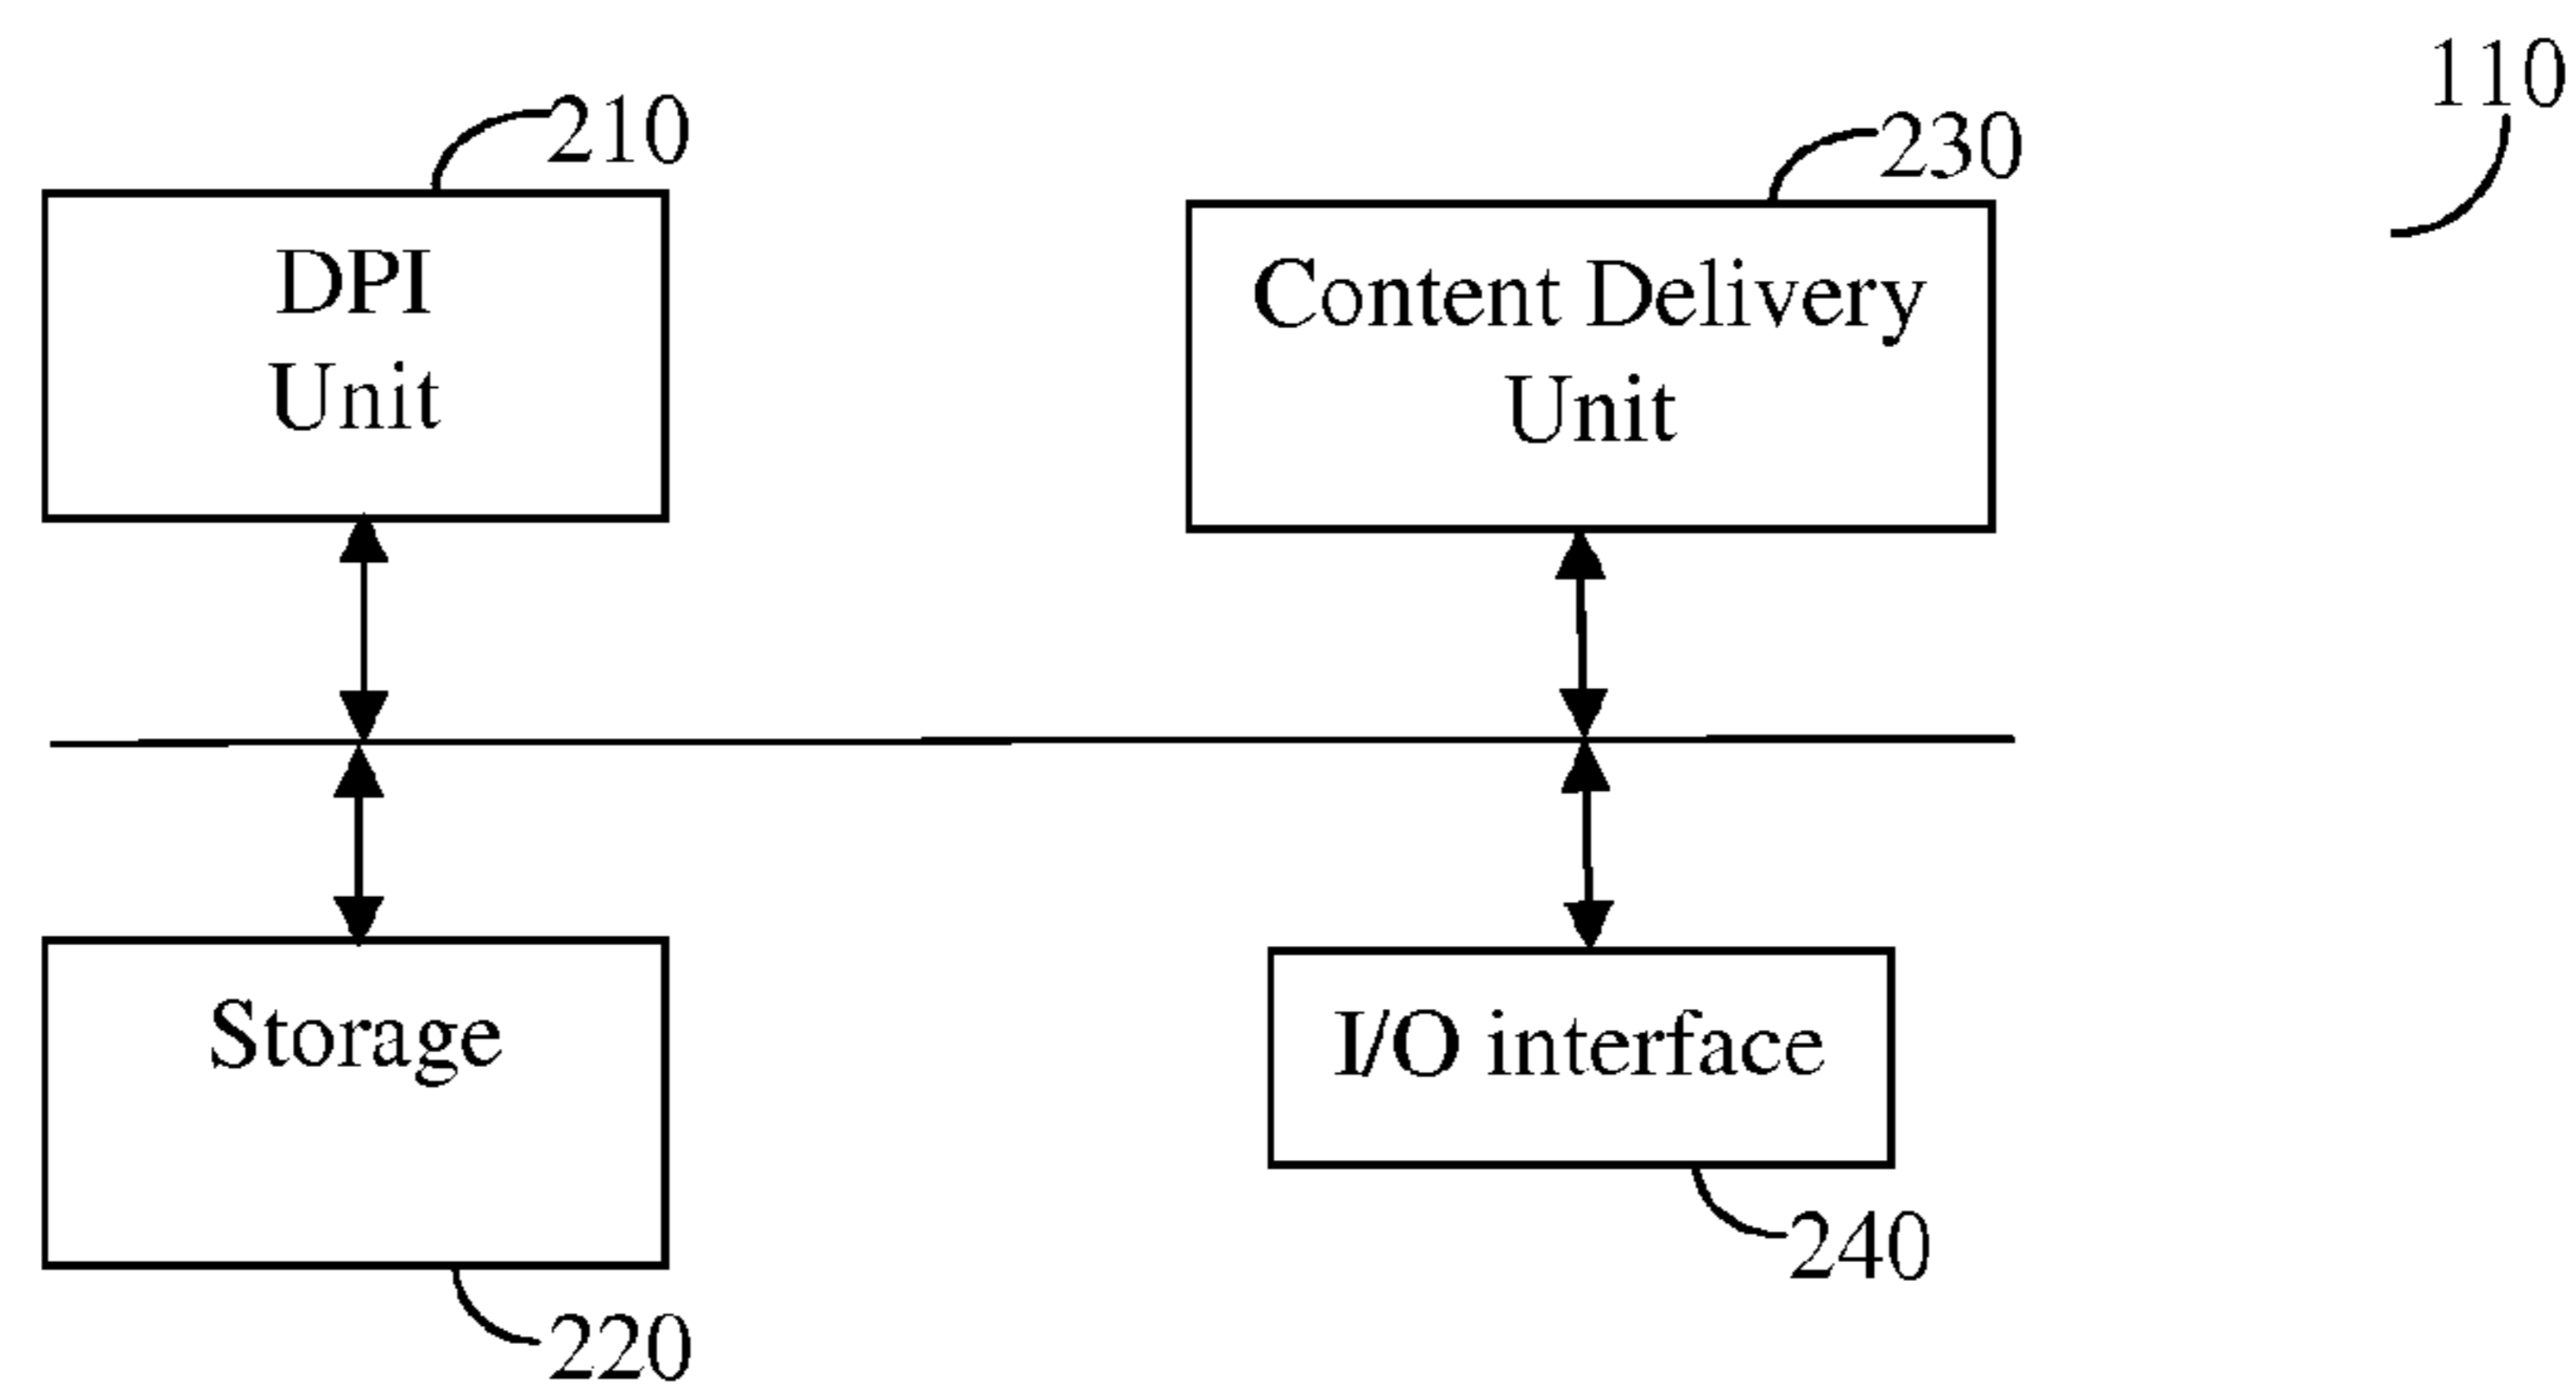 110
210
DPI
Unit
230
Content Delivery
Unit
Storage
220
I/O interface
240